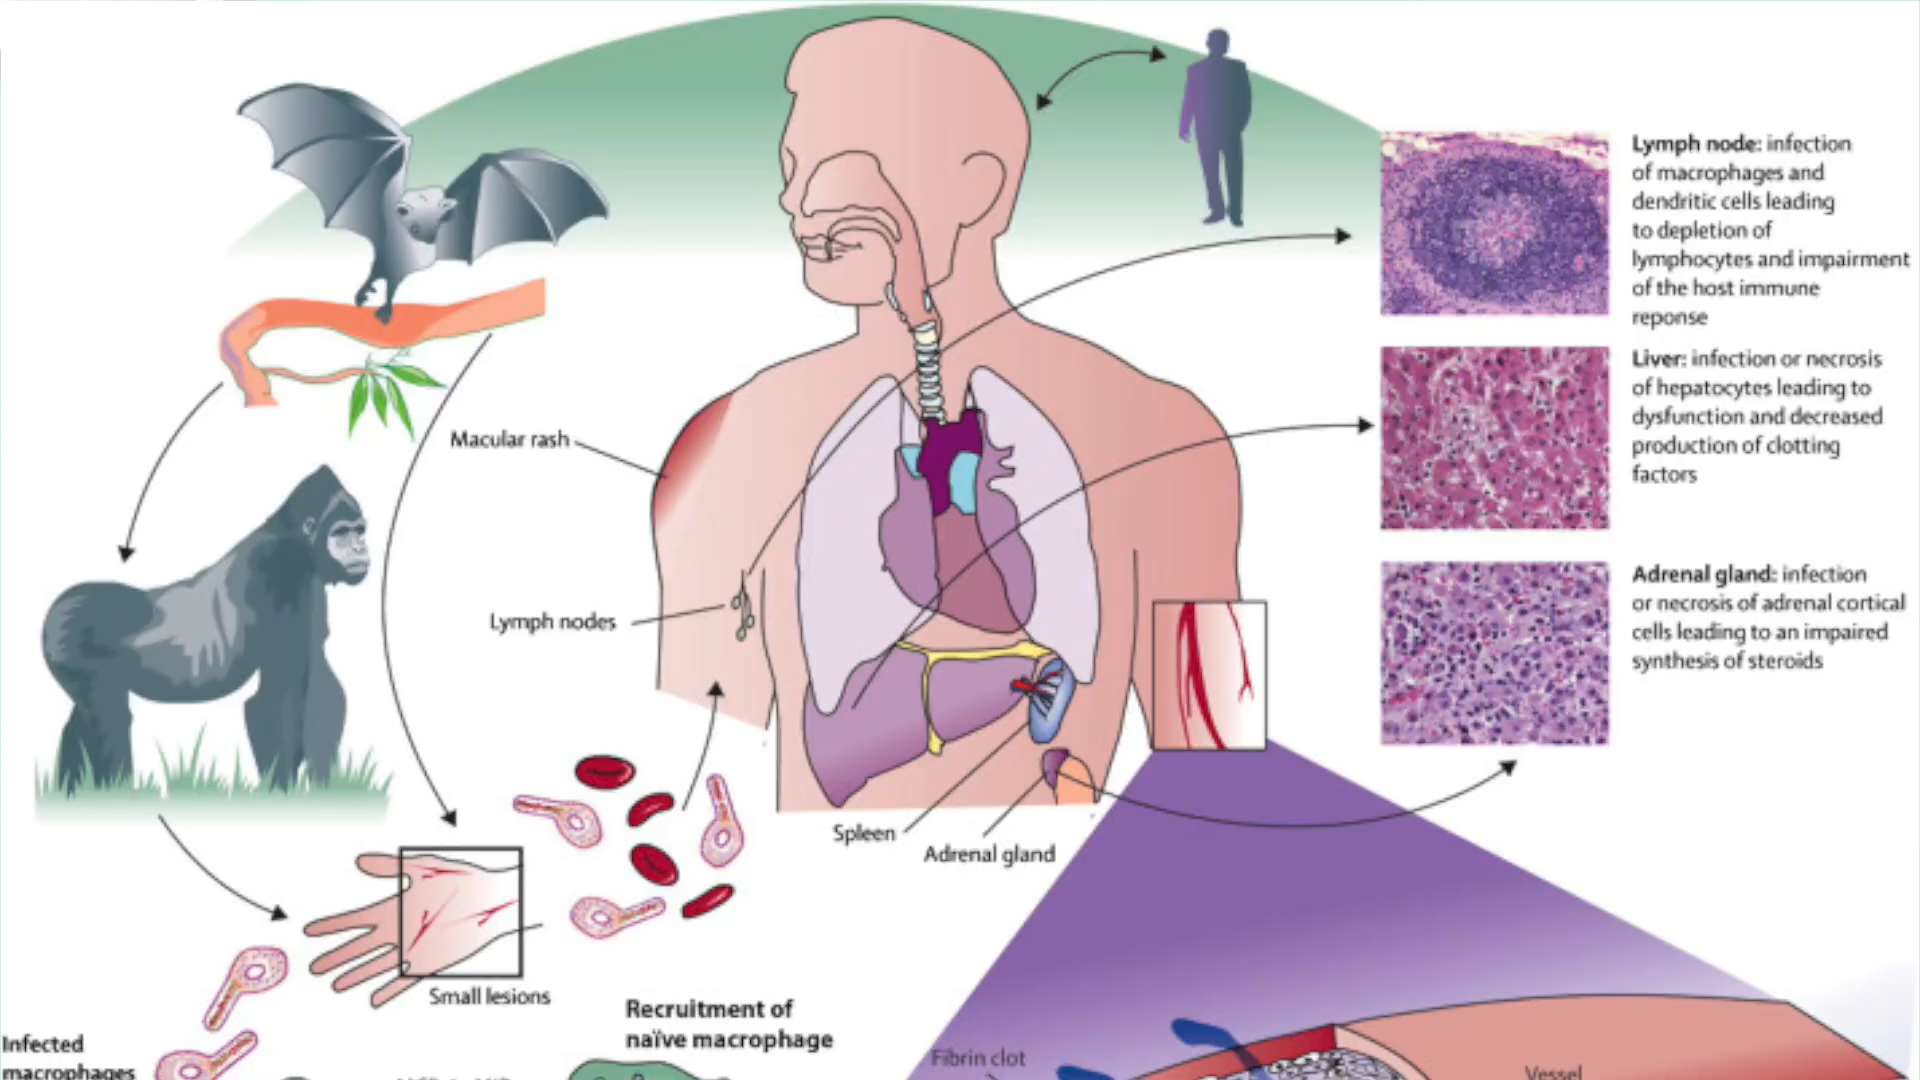 Lymph node: infection
of macrophages and
dendritic cells leading
to depletion of
lymphocytes and impairment
of the host immune
reponse
Liver: infection or necrosis
of hepatocytes leading to
dysfunction and decreased
production of clotting
factors
Adrenal gland: infection
or necrosis of adrenal cortical
cells leading to an impaired
synthesis of steroids
Macular rash
Lymph nodes
Spleen
Adrenal gland
Small lesions
Recruitment of
naïve macrophage
Infected
macrophages
Fibrin clot
Vessel